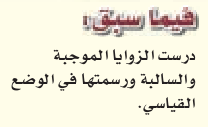 فيما سبق:
درست الزوايا الموجبة
والسالبة ورسمتها في الوضع
القياسي.